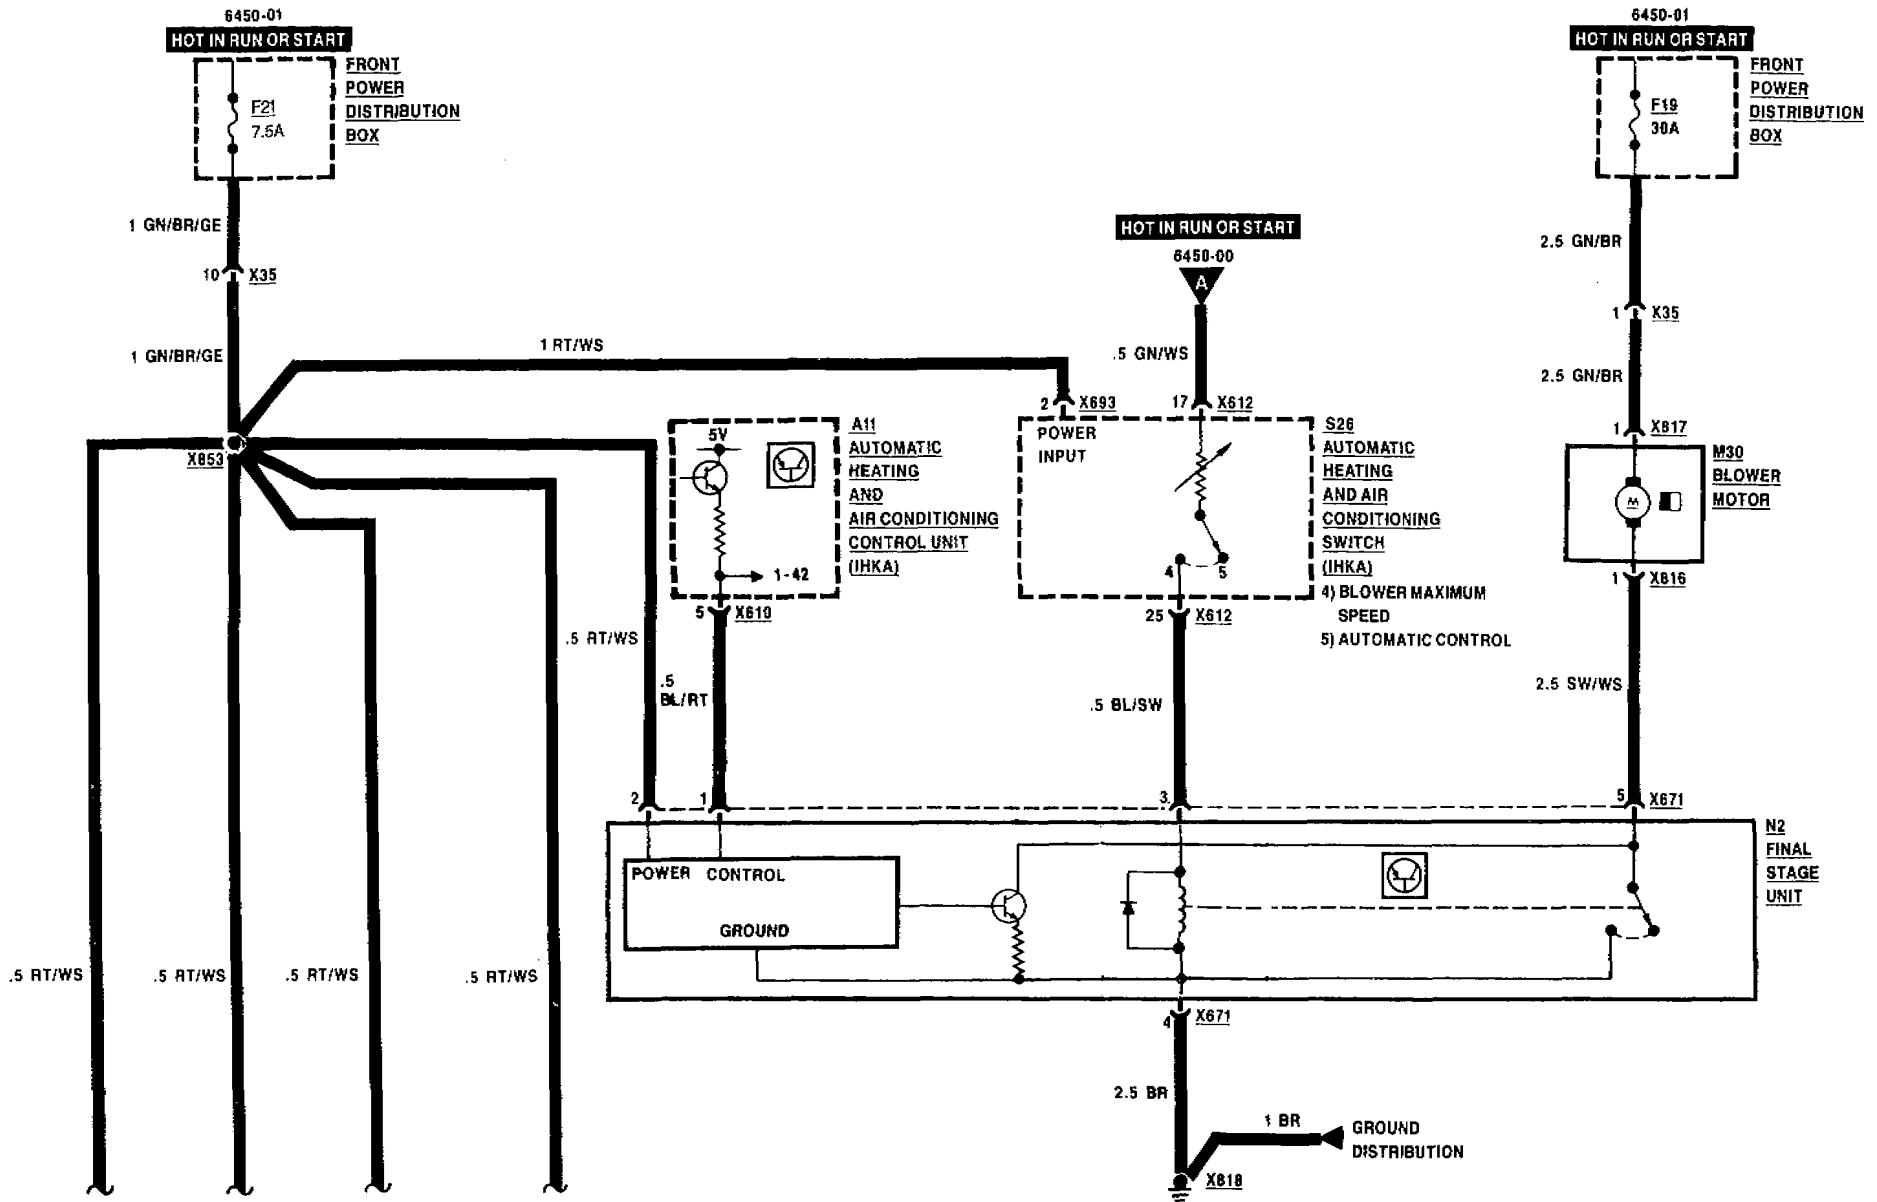 6450-01
HOT IN RUN OR START
FRONT
POWER
DISTRIBUTION
BOX
F21
7.5A
1 GN/BR/GE
10
X35
1 GN/BR/GE
X853
1 RT/WS
6450-01
HOT IN RUN OR START
FRONT
POWER
DISTRIBUTION
BOX
F19
30A
2.5 GN/BR
1
X35
2.5 GN/BR
1
X817
M30
BLOWER
MOTOR
M
1
X816
2.5 SW/WS
HOT IN RUN OR START
6450-00
A
.5 GN/WS
2
X693
17
X612
POWER
INPUT
4
5
S26
AUTOMATIC
HEATING
AND AIR
CONDITIONING
SWITCH
(IHKA)
4) BLOWER MAXIMUM
SPEED
5) AUTOMATIC CONTROL
25
X612
.5 BL/SW
5V
1-42
A11
AUTOMATIC
HEATING
AND
AIR CONDITIONING
CONTROL UNIT
(IHKA)
5
X610
.5 RT/WS
.5
BL/RT
2
1
3
5
X671
POWER
CONTROL
GROUND
N2
FINAL
STAGE
UNIT
.5 RT/WS
.5 RT/WS
.5 RT/WS
.5 RT/WS
4
X671
2.5 BR
1 BR
GROUND
DISTRIBUTION
X818